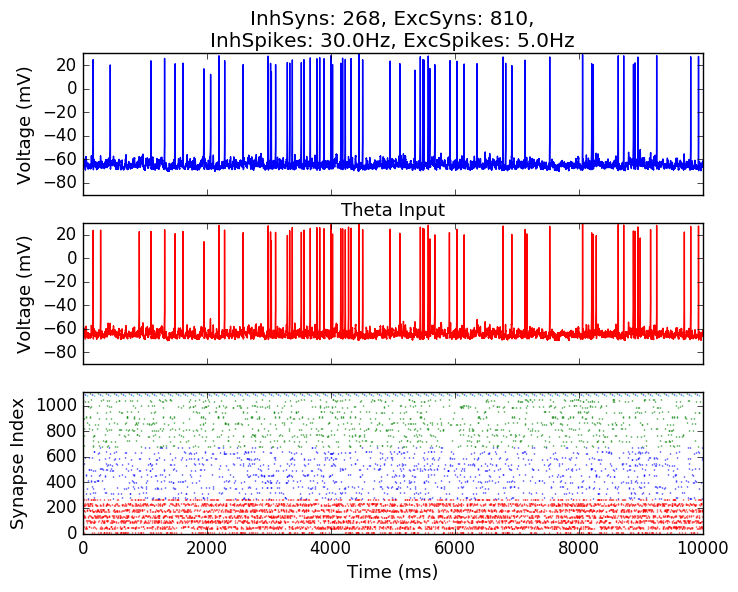 InhSyns: 268, ExcSyns: 810,
InhSpikes: 30.0Hz, ExcSpikes: 5.0Hz
20
0
−20
−40
−60
−80
Voltage (mV)
Theta Input
20
0
−20
−40
−60
−80
Voltage (mV)
1000
800
600
400
200
0
Synapse Index
0 2000 4000 6000 8000 10000
Time (ms)